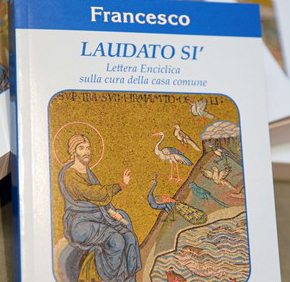 Francesco
LAUDATO SI'
Lettera Enciclica
sulla cura della casa comune